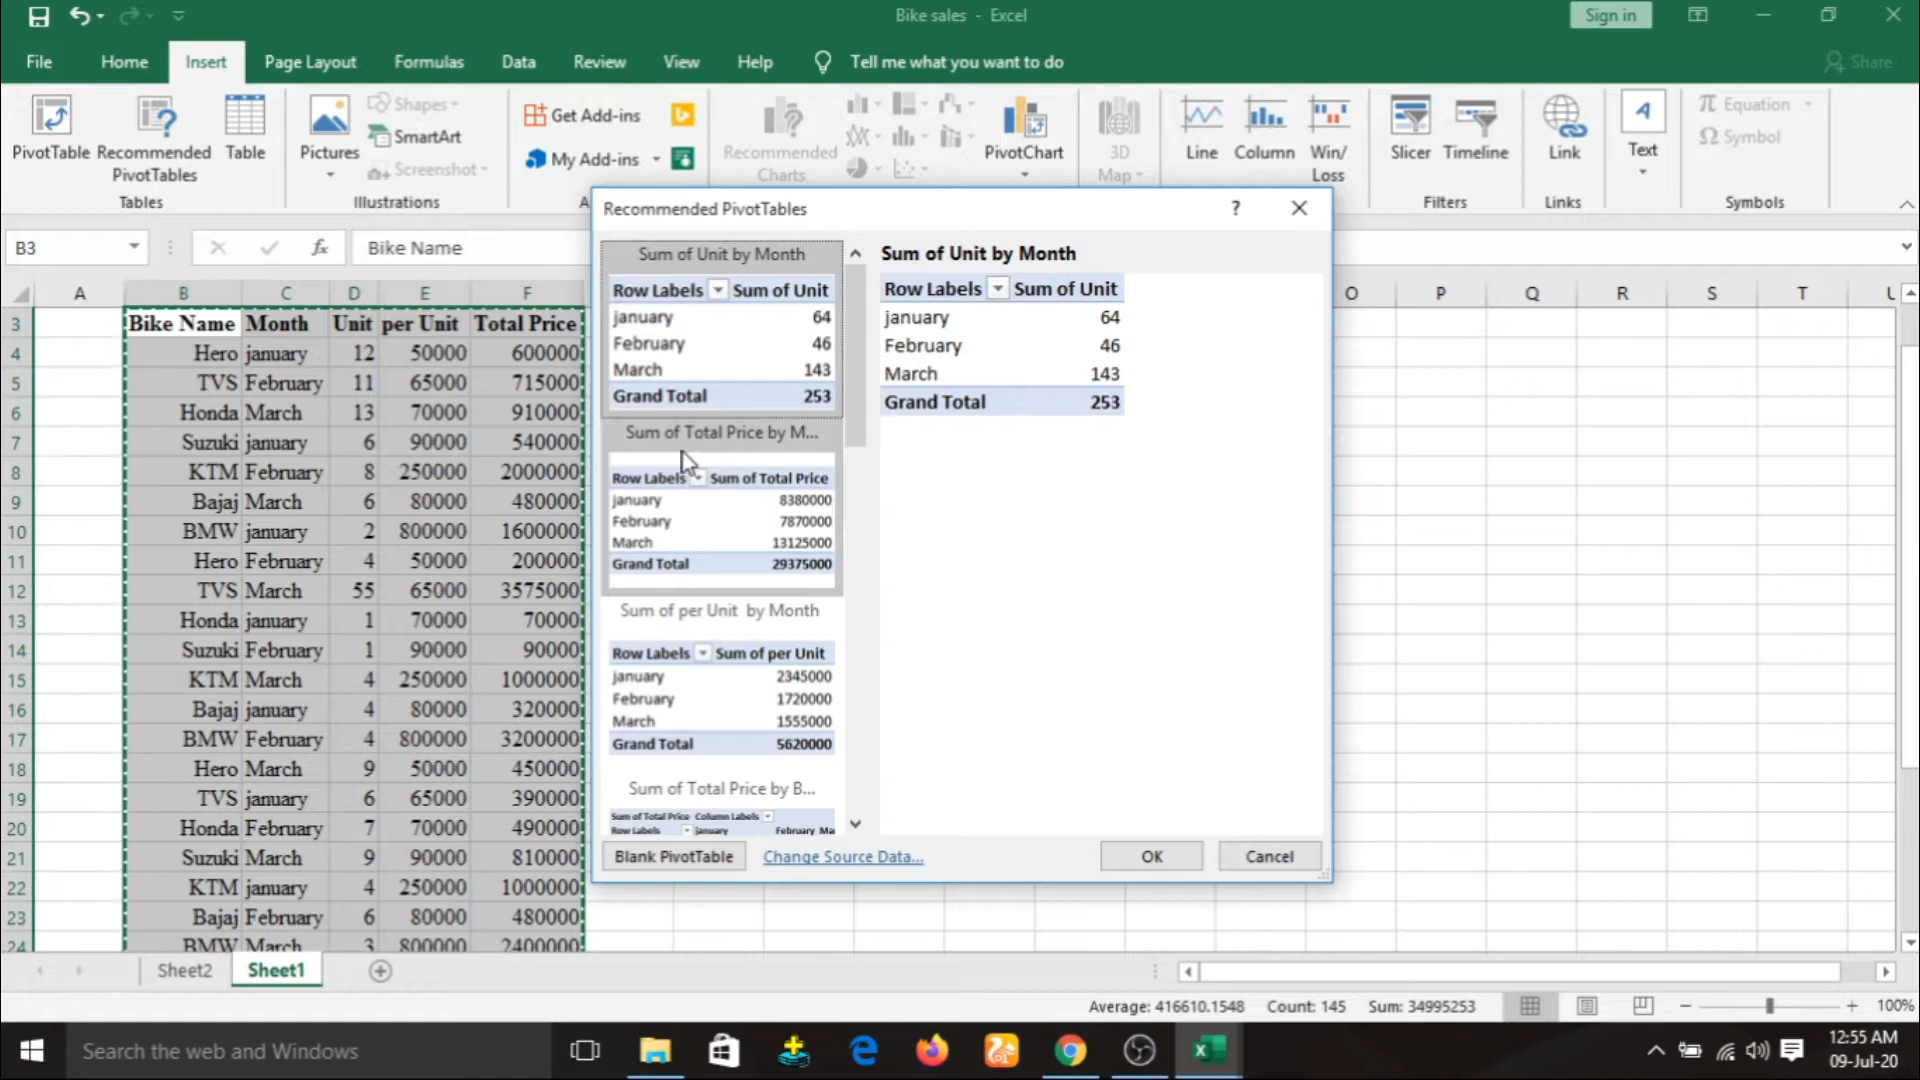 Bike sales - Excel
Sign in
File Home Insert Page Layout Formulas Data Review View Help Tell me what you want to do Share
PivotTable
Recommended PivotTables
Table
Tables
Pictures
Shapes
SmartArt
Screenshot
Illustrations
Get Add-ins
My Add-ins
A
Recommended Charts
PivotChart
3D Map
Line
Column
Win/ Loss
Slicer
Timeline
Filters
Link
Links
Text
Equation
Symbol
Symbols
B3 fx Bike Name
A B C D E F O P Q R S T
3 Bike Name Month Unit per Unit Total Price
4 Hero january 12 50000 600000
5 TVS February 11 65000 715000
6 Honda March 13 70000 910000
7 Suzuki january 6 90000 540000
8 KTM February 8 250000 2000000
9 Bajaj March 6 80000 480000
10 BMW january 2 800000 1600000
11 Hero February 4 50000 200000
12 TVS March 55 65000 3575000
13 Honda january 1 70000 70000
14 Suzuki February 1 90000 90000
15 KTM March 4 250000 1000000
16 Bajaj january 4 80000 320000
17 BMW February 4 800000 3200000
18 Hero March 9 50000 450000
19 TVS january 6 65000 390000
20 Honda February 7 70000 490000
21 Suzuki March 9 90000 810000
22 KTM january 4 250000 1000000
23 Bajaj February 6 80000 480000
24 BMW March 3 800000 2400000
Recommended PivotTables ?
Sum of Unit by Month
Row Labels Sum of Unit
january 64
February 46
March 143
Grand Total 253
Sum of Total Price by M...
Row Labels Sum of Total Price
january 8380000
February 7870000
March 13125000
Grand Total 29375000
Sum of per Unit by Month
Row Labels Sum of per Unit
january 2345000
February 1720000
March 1555000
Grand Total 5620000
Sum of Total Price by B...
Sum of Total Price Column Labels
Row Labels january February Ma
Sum of Unit by Month
Row Labels Sum of Unit
january 64
February 46
March 143
Grand Total 253
Blank PivotTable Change Source Data... OK Cancel
Sheet2 Sheet1
Average: 416610.1548 Count: 145 Sum: 34995253 100%
Search the web and Windows
12:55 AM
09-Jul-20